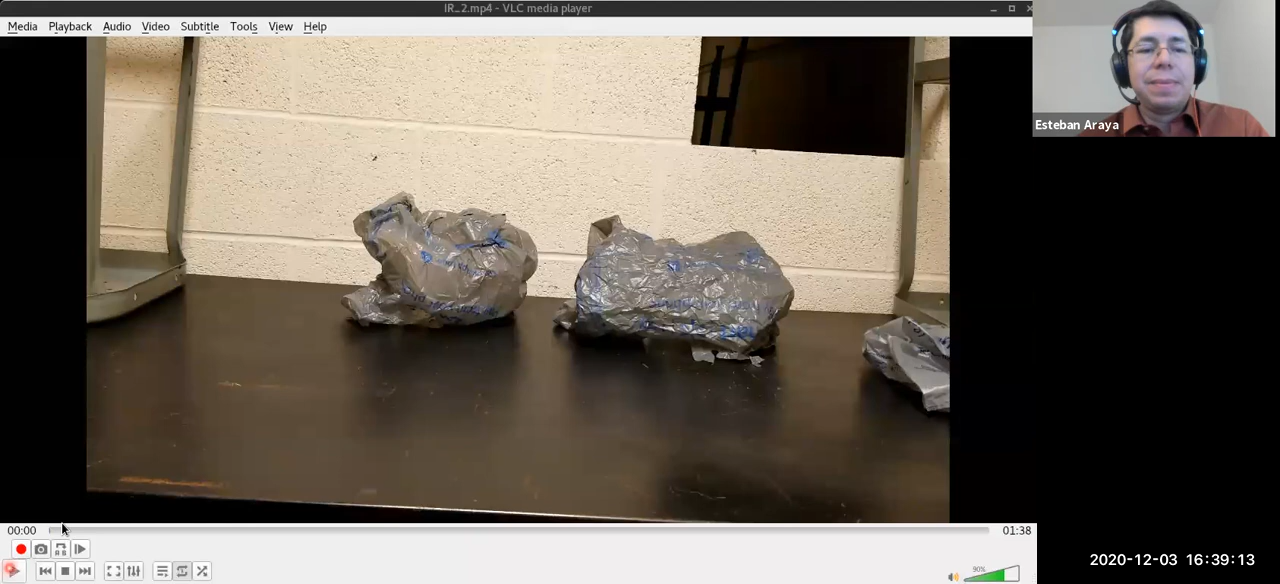 IR_2.mp4 - VLC media player
Media Playback Audio Video Subtitle Tools View Help
Esteban Araya
00:00
01:38
90%
2020-12-03 16:39:13